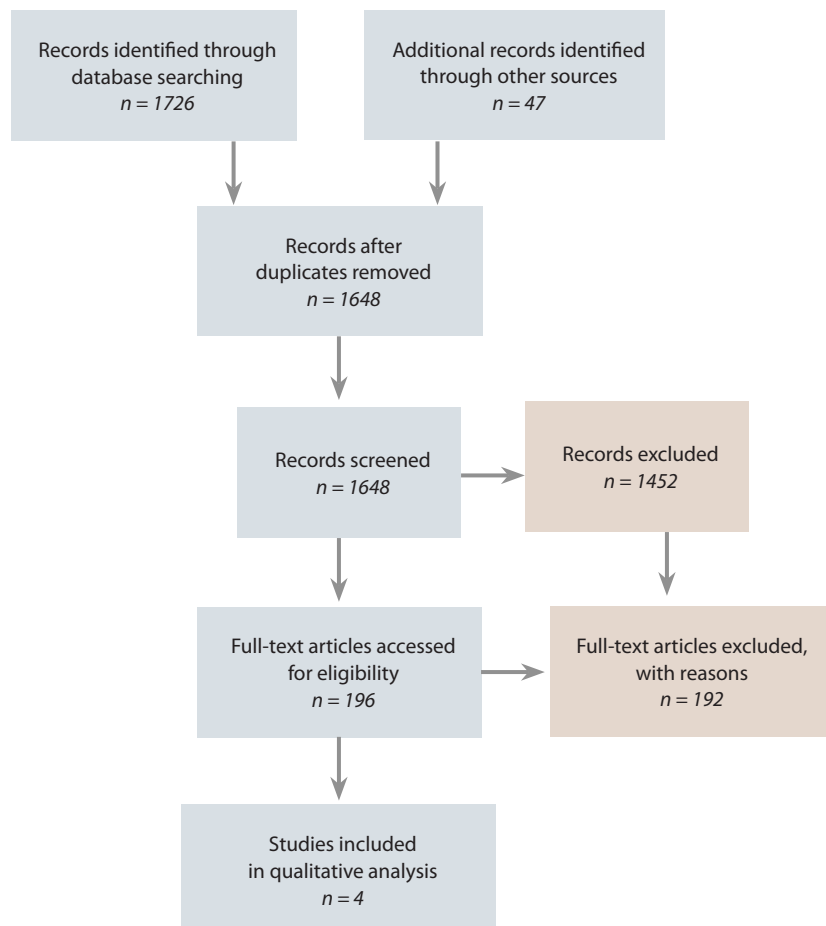 Records identified through
database searching
n = 1726
Additional records identified
through other sources
n = 47
Records after
duplicates removed
n = 1648
Records screened
n = 1648
Records excluded
n = 1452
Full-text articles accessed
for eligibility
n = 196
Full-text articles excluded,
with reasons
n = 192
Studies included
in qualitative analysis
n = 4